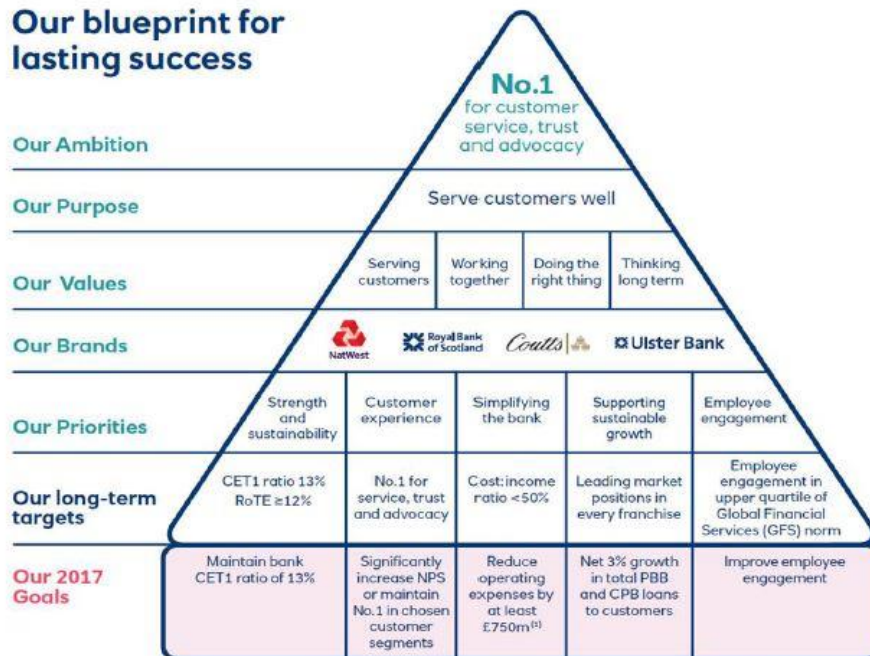 Our blueprint for
lasting success
No.1
for customer
service, trust
and advocacy
Our Ambition
Our Purpose
Serve customers well
Our Values
Serving
customers
Working
together
Doing the
right thing
Thinking
long term
Our Brands
NatWest
Royal Bank
of Scotland
Coutts
Ulster Bank
Our Priorities
Strength
and
sustainability
Customer
experience
Simplifying
the bank
Supporting
sustainable
growth
Employee
engagement
Our long-term
targets
CET1 ratio 13%
RoTE ≥12%
No.1 for
service, trust
and advocacy
Cost:income
ratio <50%
Leading market
positions in
every franchise
Employee
engagement in
upper quartile of
Global Financial
Services (GFS) norm
Our 2017
Goals
Maintain bank
CET1 ratio of 13%
Significantly
increase NPS
or maintain
No.1 in chosen
customer
segments
Reduce
operating
expenses by
at least
£750m(1)
Net 3% growth
in total PBB
and CPB loans
to customers
Improve employee
engagement